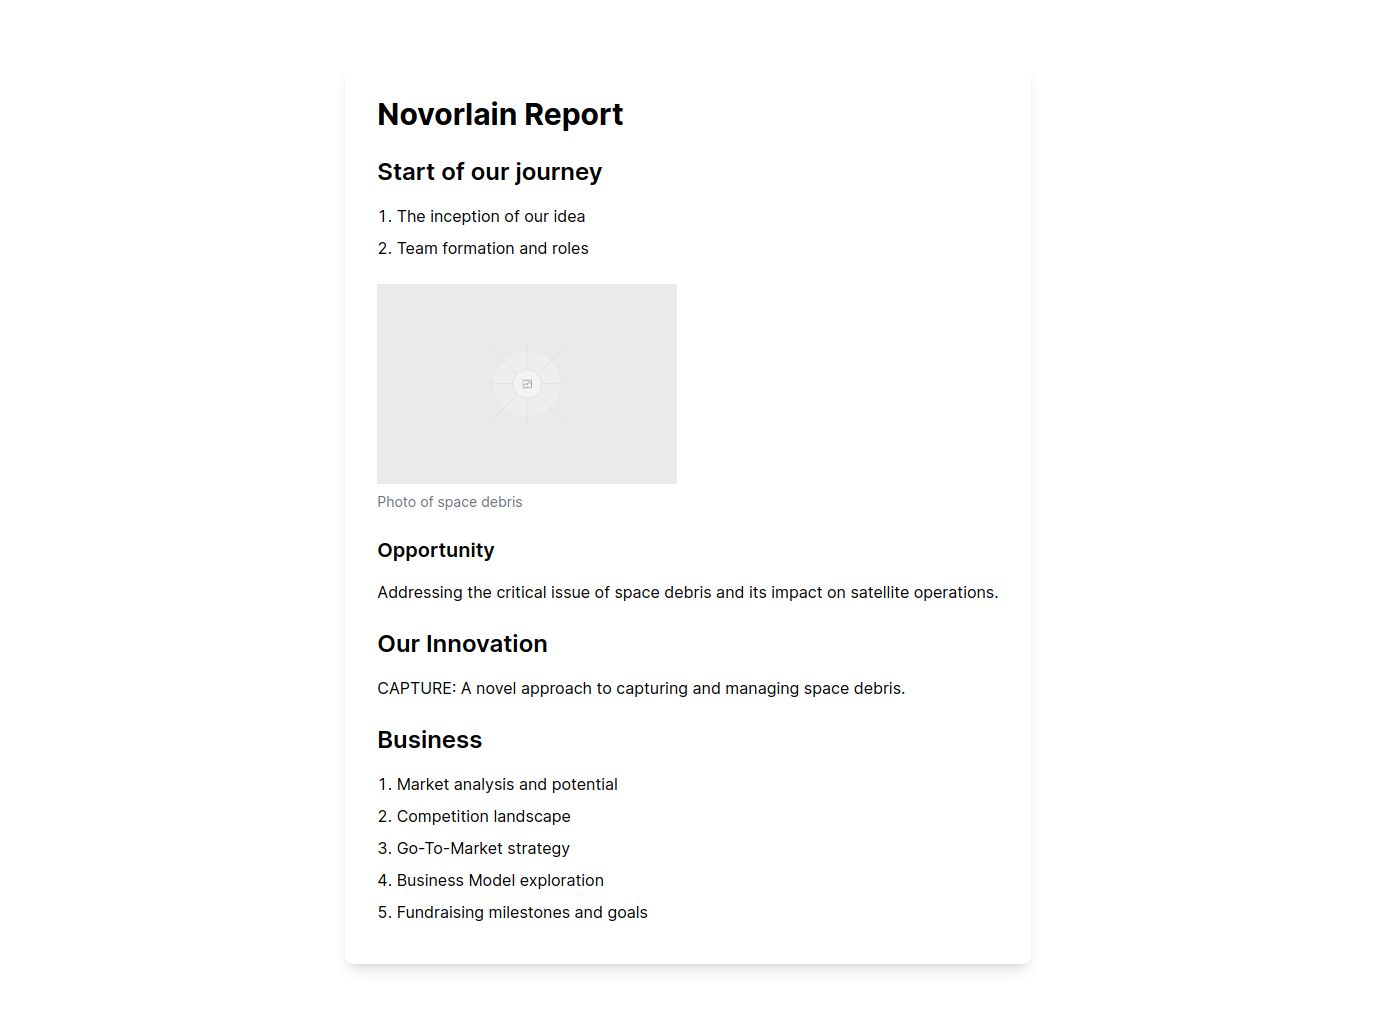 Novorlain Report
Start of our journey
1. The inception of our idea
2. Team formation and roles
Photo of space debris
Opportunity
Addressing the critical issue of space debris and its impact on satellite operations.
Our Innovation
CAPTURE: A novel approach to capturing and managing space debris.
Business
1. Market analysis and potential
2. Competition landscape
3. Go-To-Market strategy
4. Business Model exploration
5. Fundraising milestones and goals